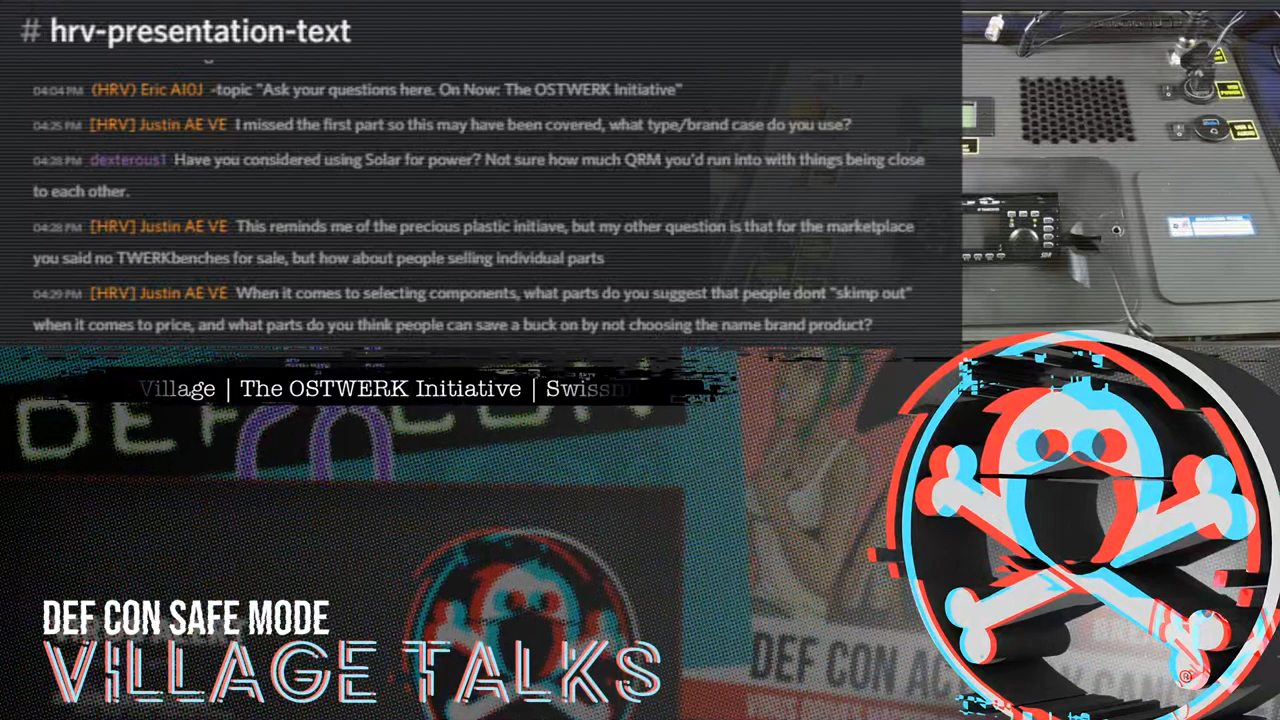 # hrv-presentation-text
04:04 PM (HRV) Eric AI0J -topic "Ask your questions here. On Now: The OSTWERK Initiative"
04:25 PM [HRV] Justin AE VE I missed the first part so this may have been covered, what type/brand case do you use?
04:28 PM dexterous1 Have you considered using Solar for power? Not sure how much QRM you'd run into with things being close
to each other.
04:28 PM [HRV] Justin AE VE This reminds me of the precious plastic initiave, but my other question is that for the marketplace
you said no TWERKbenches for sale, but how about people selling individual parts
04:29 PM [HRV] Justin AE VE When it comes to selecting components, what parts do you suggest that people dont "skimp out"
when it comes to price, and what parts do you think people can save a buck on by not choosing the name brand product?
Village | The OSTWERK Initiative | Swissn
DEF CON
DEF CON SAFE MODE
VILLAGE TALKS
DEF CON